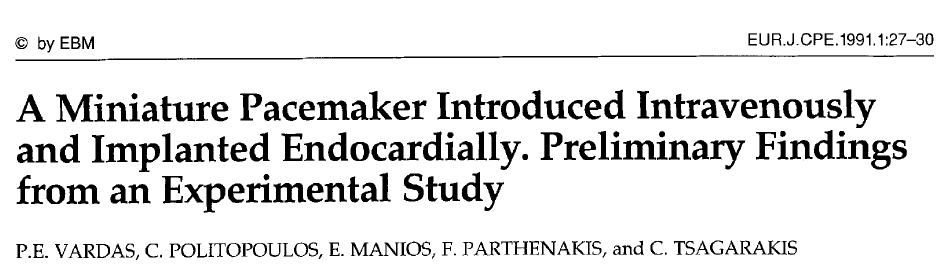 © by EBM
EUR.J.CPE.1991.1:27–30
A Miniature Pacemaker Introduced Intravenously
and Implanted Endocardially. Preliminary Findings
from an Experimental Study
P.E. VARDAS, C. POLITOPOULOS, E. MANIOS, F. PARTHENAKIS, and C. TSAGARAKIS